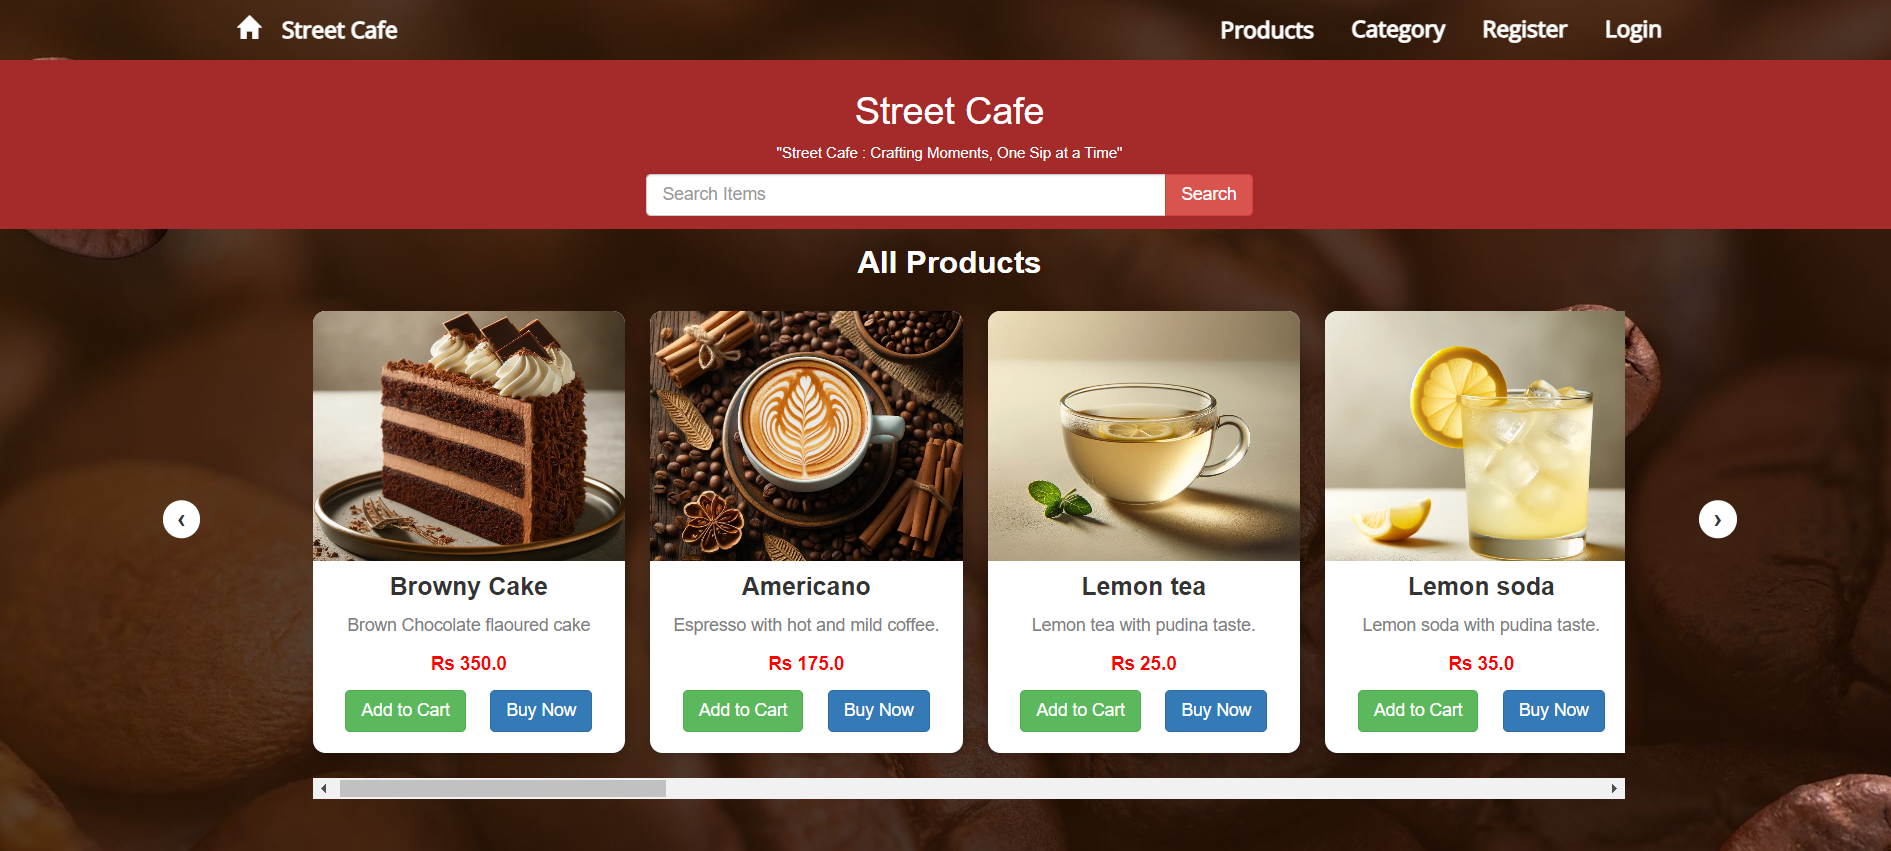 Street Cafe
Products Category Register Login
Street Cafe
"Street Cafe : Crafting Moments, One Sip at a Time"
Search Items Search
All Products
Browny Cake
Brown Chocolate flaoured cake
Rs 350.0
Add to Cart Buy Now
Americano
Espresso with hot and mild coffee.
Rs 175.0
Add to Cart Buy Now
Lemon tea
Lemon tea with pudina taste.
Rs 25.0
Add to Cart Buy Now
Lemon soda
Lemon soda with pudina taste.
Rs 35.0
Add to Cart Buy Now